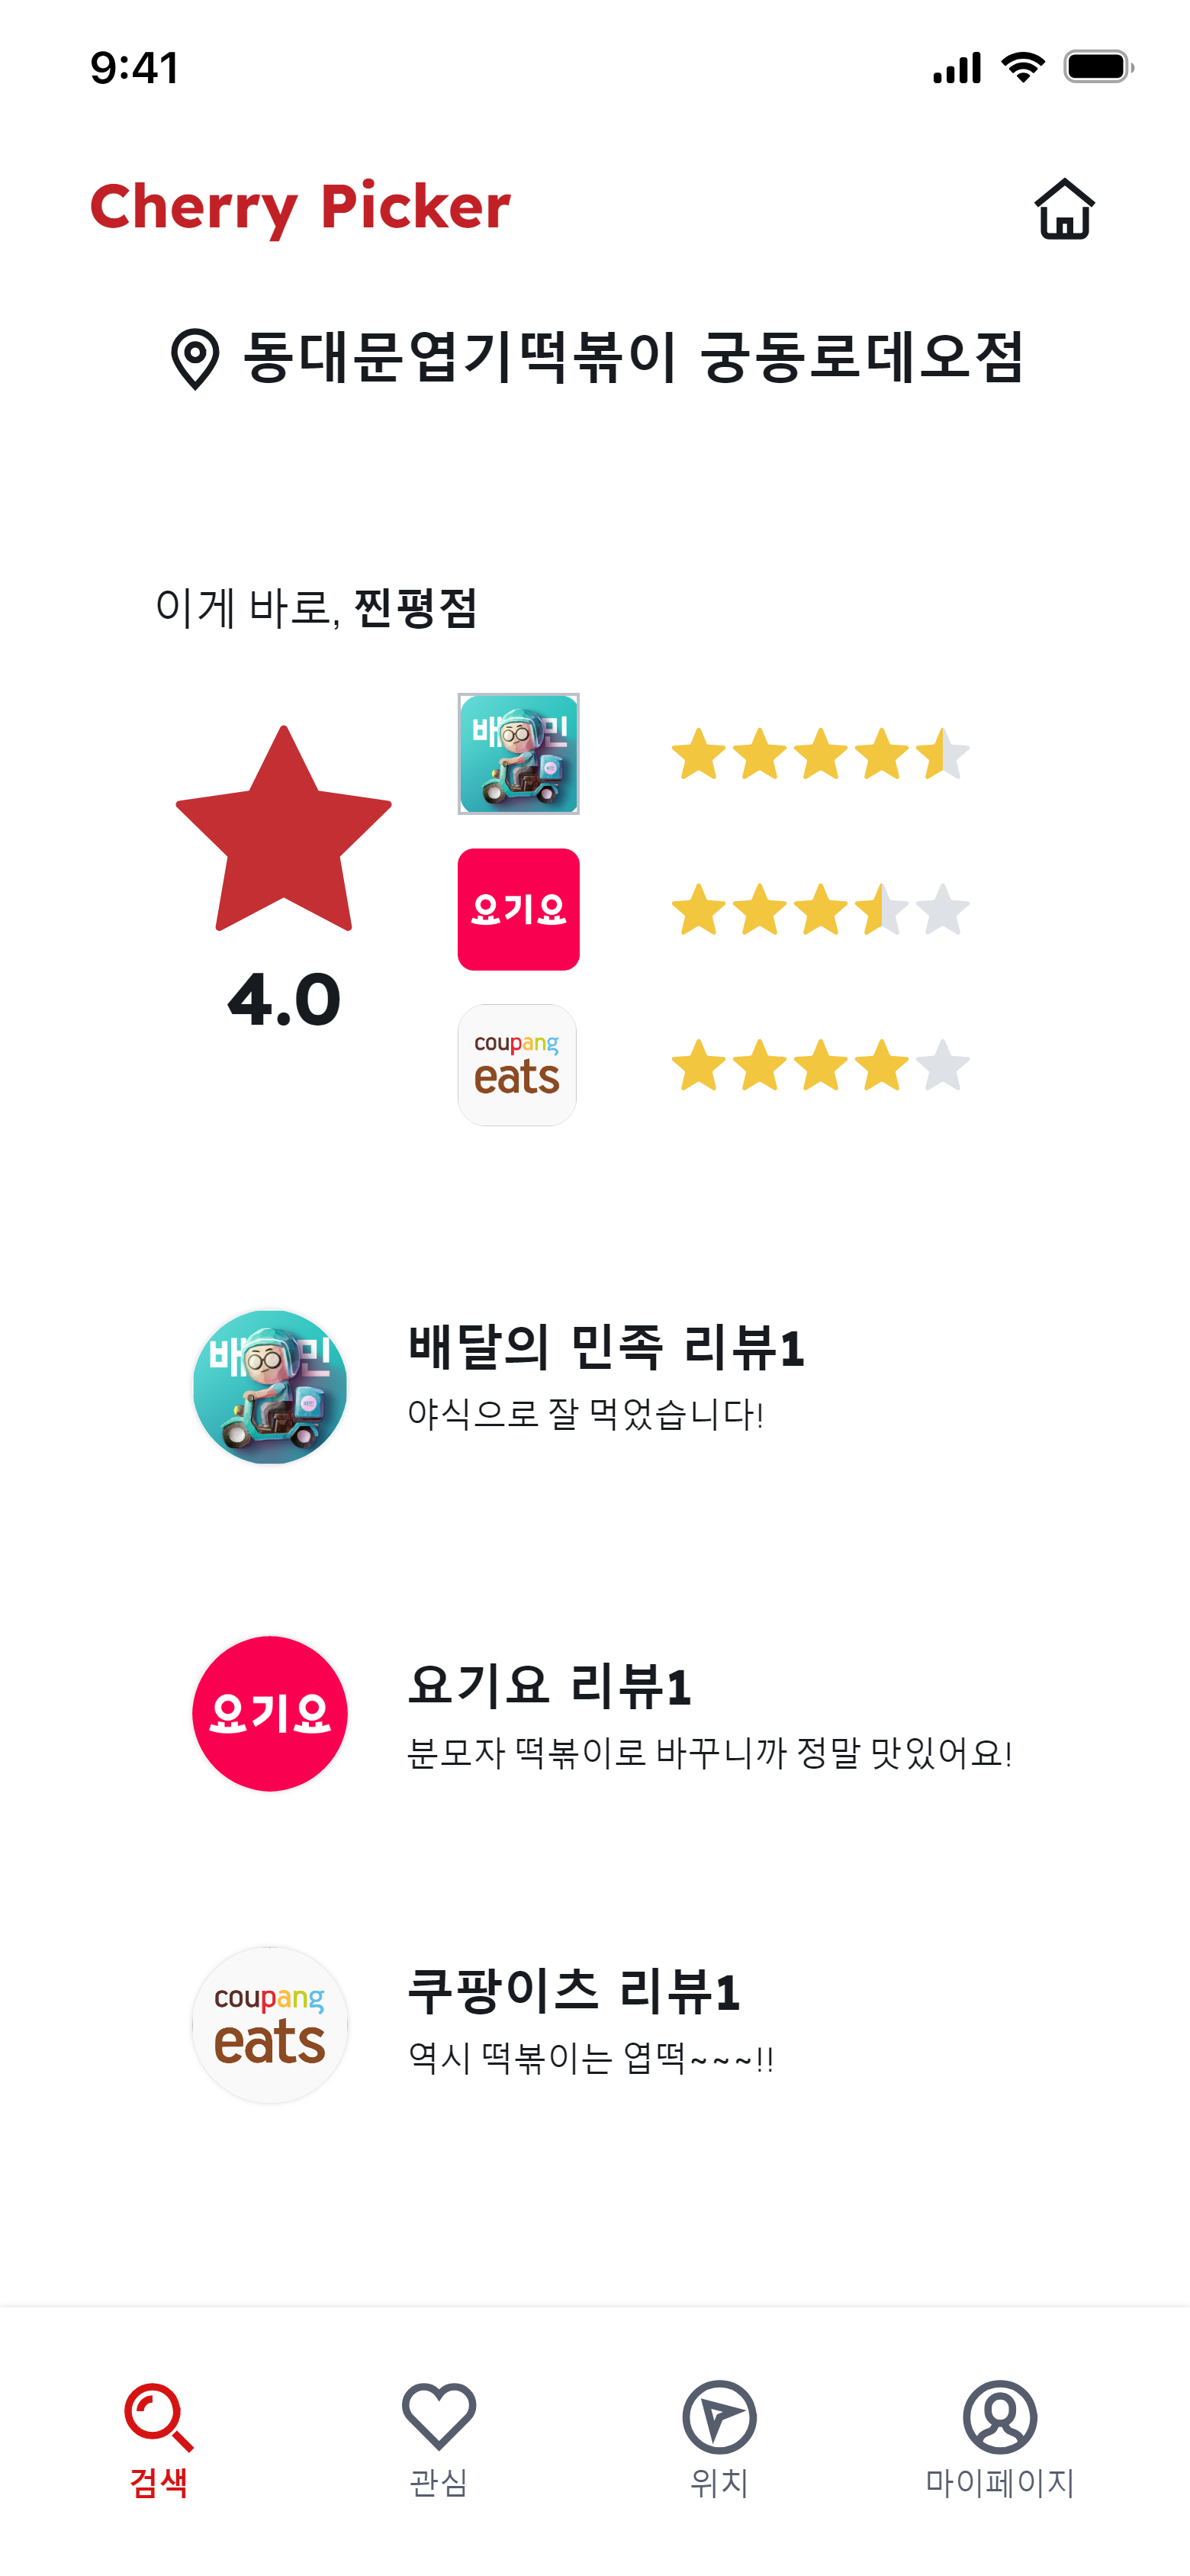 9:41
Cherry Picker
동대문엽기떡볶이 궁동로데오점
이게 바로, 찐평점
배민
요기요
4.0
coupang
eats
배민
배달의 민족 리뷰1
야식으로 잘 먹었습니다!
요기요
요기요 리뷰1
분모자 떡볶이로 바꾸니까 정말 맛있어요!
coupang
eats
쿠팡이츠 리뷰1
역시 떡볶이는 엽떡~~~!!
검색
관심
위치
마이페이지